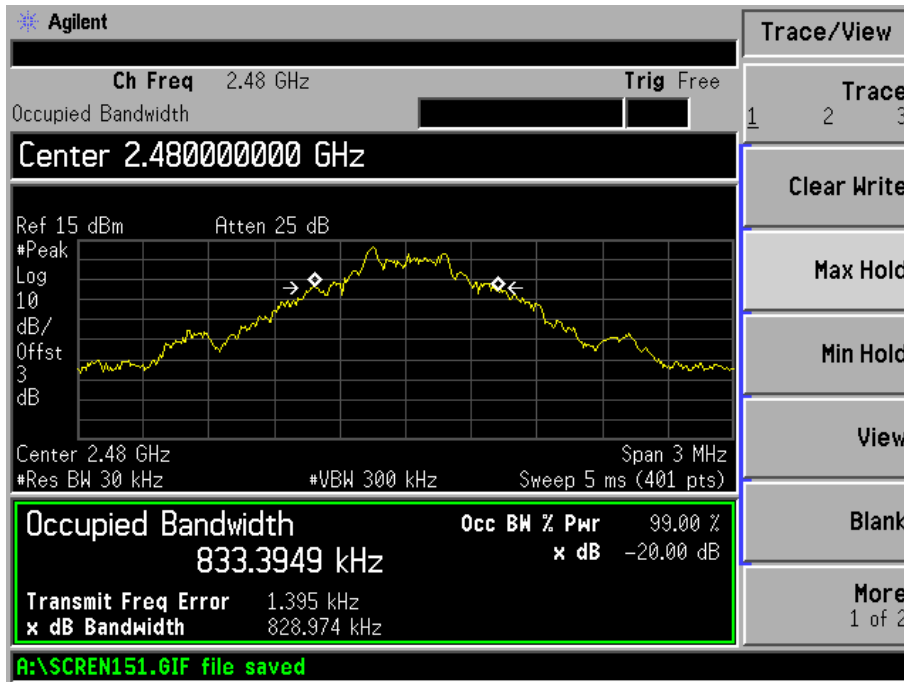 Agilent
Trace/View
Ch Freq 2.48 GHz Trig Free
Occupied Bandwidth
Trace
1 2 3
Center 2.480000000 GHz
Clear Write
Ref 15 dBm Atten 25 dB
#Peak
Log
10
dB/
Offst
3
dB
Max Hold
Min Hold
Center 2.48 GHz Span 3 MHz
#Res BW 30 kHz #VBW 300 kHz Sweep 5 ms (401 pts)
View
Occupied Bandwidth Occ BW % Pwr 99.00 %
833.3949 kHz x dB -20.00 dB
Blank
Transmit Freq Error 1.395 kHz
x dB Bandwidth 828.974 kHz
More
1 of 2
A:\SCREN151.GIF file saved